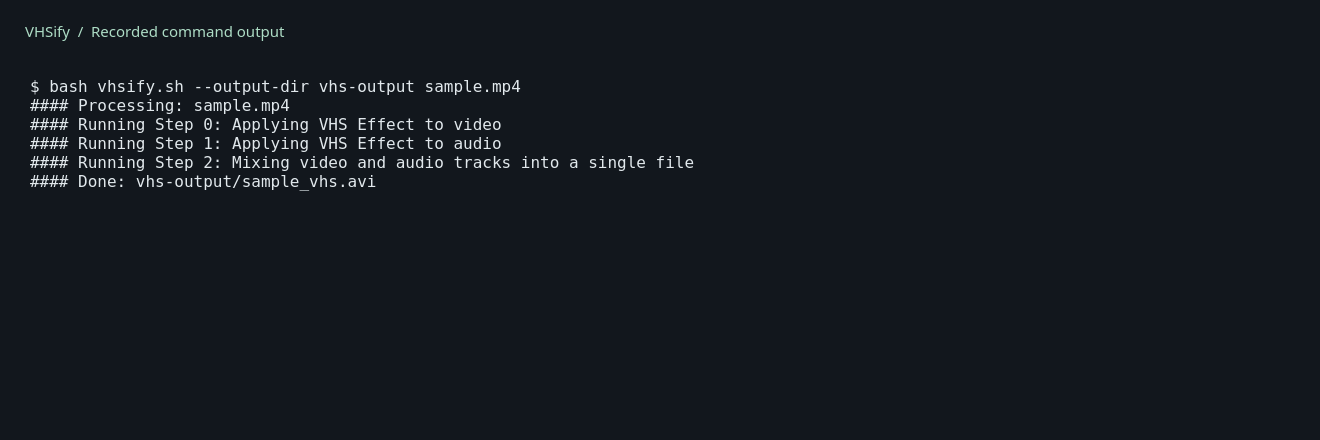 VHSify / Recorded command output
$ bash vhsify.sh --output-dir vhs-output sample.mp4
#### Processing: sample.mp4
#### Running Step 0: Applying VHS Effect to video
#### Running Step 1: Applying VHS Effect to audio
#### Running Step 2: Mixing video and audio tracks into a single file
#### Done: vhs-output/sample_vhs.avi